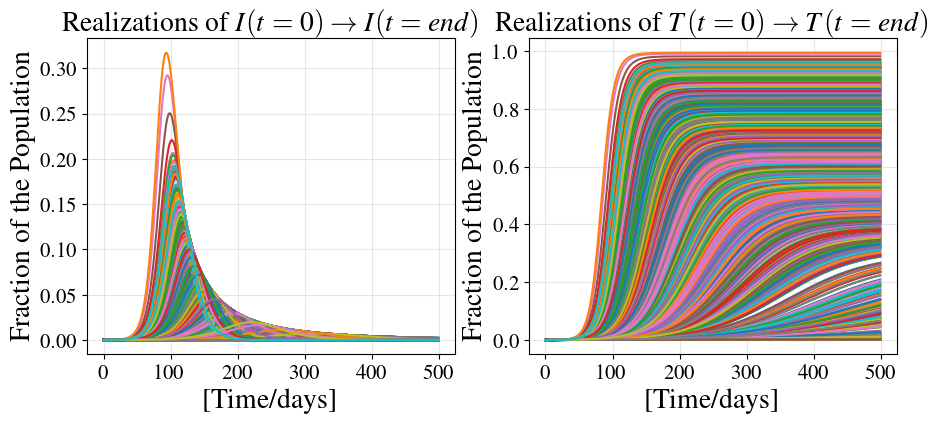 Realizations of I(t = 0) → I(t = end)
Fraction of the Population
0.30
0.25
0.20
0.15
0.10
0.05
0.00
0 100 200 300 400 500
[Time/days]
Realizations of T(t = 0) → T(t = end)
Fraction of the Population
1.0
0.8
0.6
0.4
0.2
0.0
0 100 200 300 400 500
[Time/days]